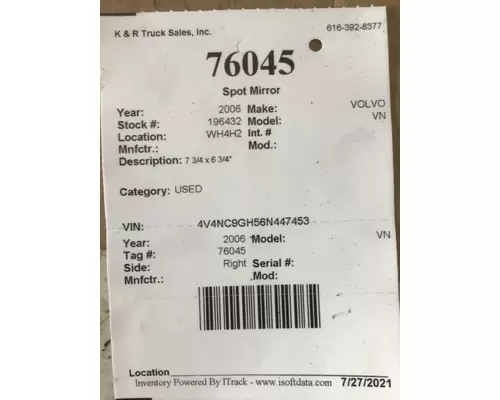 K & R Truck Sales, Inc. 616-392-8377
76045
Spot Mirror
Year: 2006 Make: VOLVO
Stock #: 196432 Model: VN
Location: WH4H2 Int. #
Mnfctr.: Mod.:
Description: 7 3/4 x 6 3/4"
Category: USED
VIN: 4V4NC9GH56N447453
Year: 2006 Model: VN
Tag #: 76045
Side: Right Serial #:
Mnfctr.: Mod:
Location
Inventory Powered By ITrack - www.isoftdata.com 7/27/2021